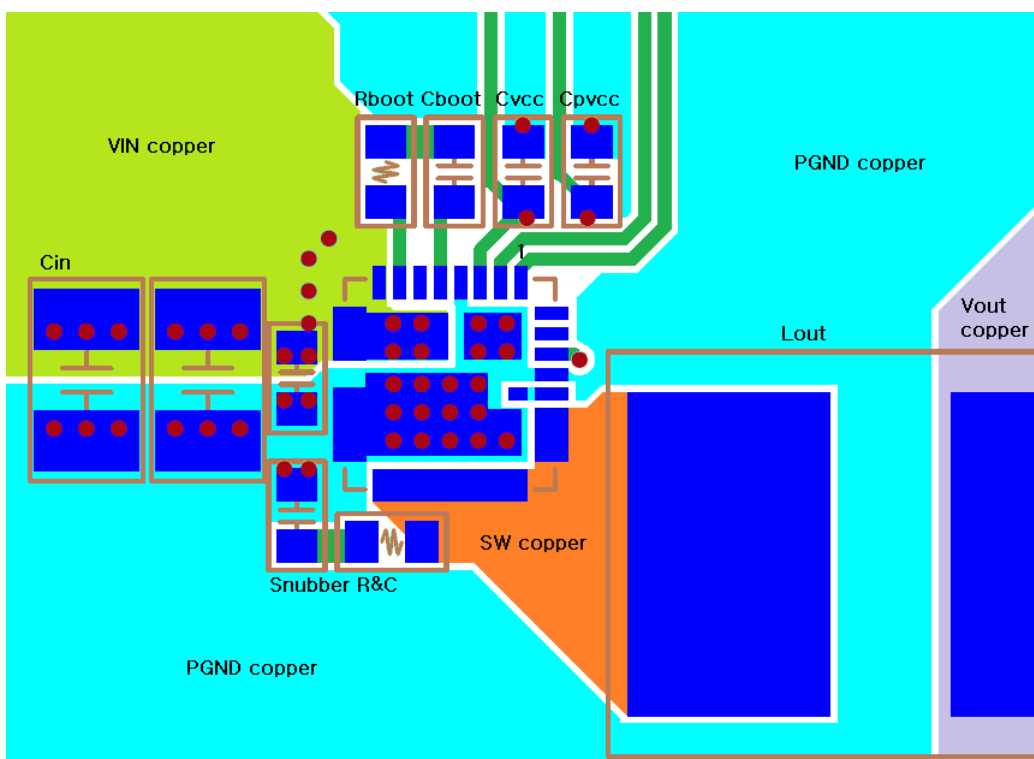 Rboot Cboot Cvcc Cpvcc
VIN copper
PGND copper
1
Cin
Vout
copper
Lout
SW copper
Snubber R&C
PGND copper